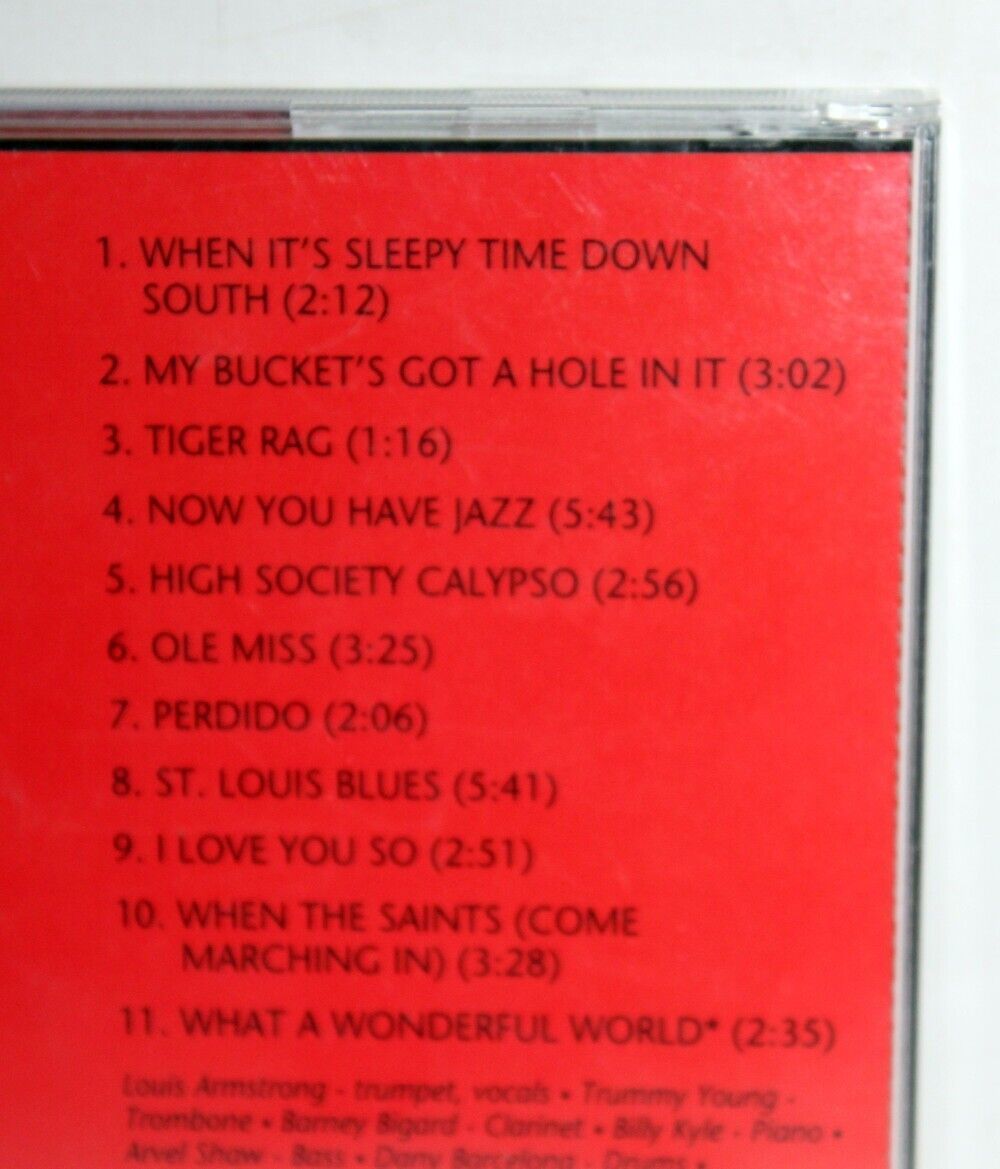 1. WHEN IT'S SLEEPY TIME DOWN
SOUTH (2:12)
2. MY BUCKET'S GOT A HOLE IN IT (3:02)
3. TIGER RAG (1:16)
4. NOW YOU HAVE JAZZ (5:43)
5. HIGH SOCIETY CALYPSO (2:56)
6. OLE MISS (3:25)
7. PERDIDO (2:06)
8. ST. LOUIS BLUES (5:41)
9. I LOVE YOU SO (2:51)
10. WHEN THE SAINTS (COME
MARCHING IN) (3:28)
11. WHAT A WONDERFUL WORLD* (2:35)
Louis Armstrong - trumpet, vocals • Trummy Young -
Trombone • Barney Bigard - Clarinet • Billy Kyle - Piano •
Arvel Shaw - Bass • Dany Barcelona - Drums •